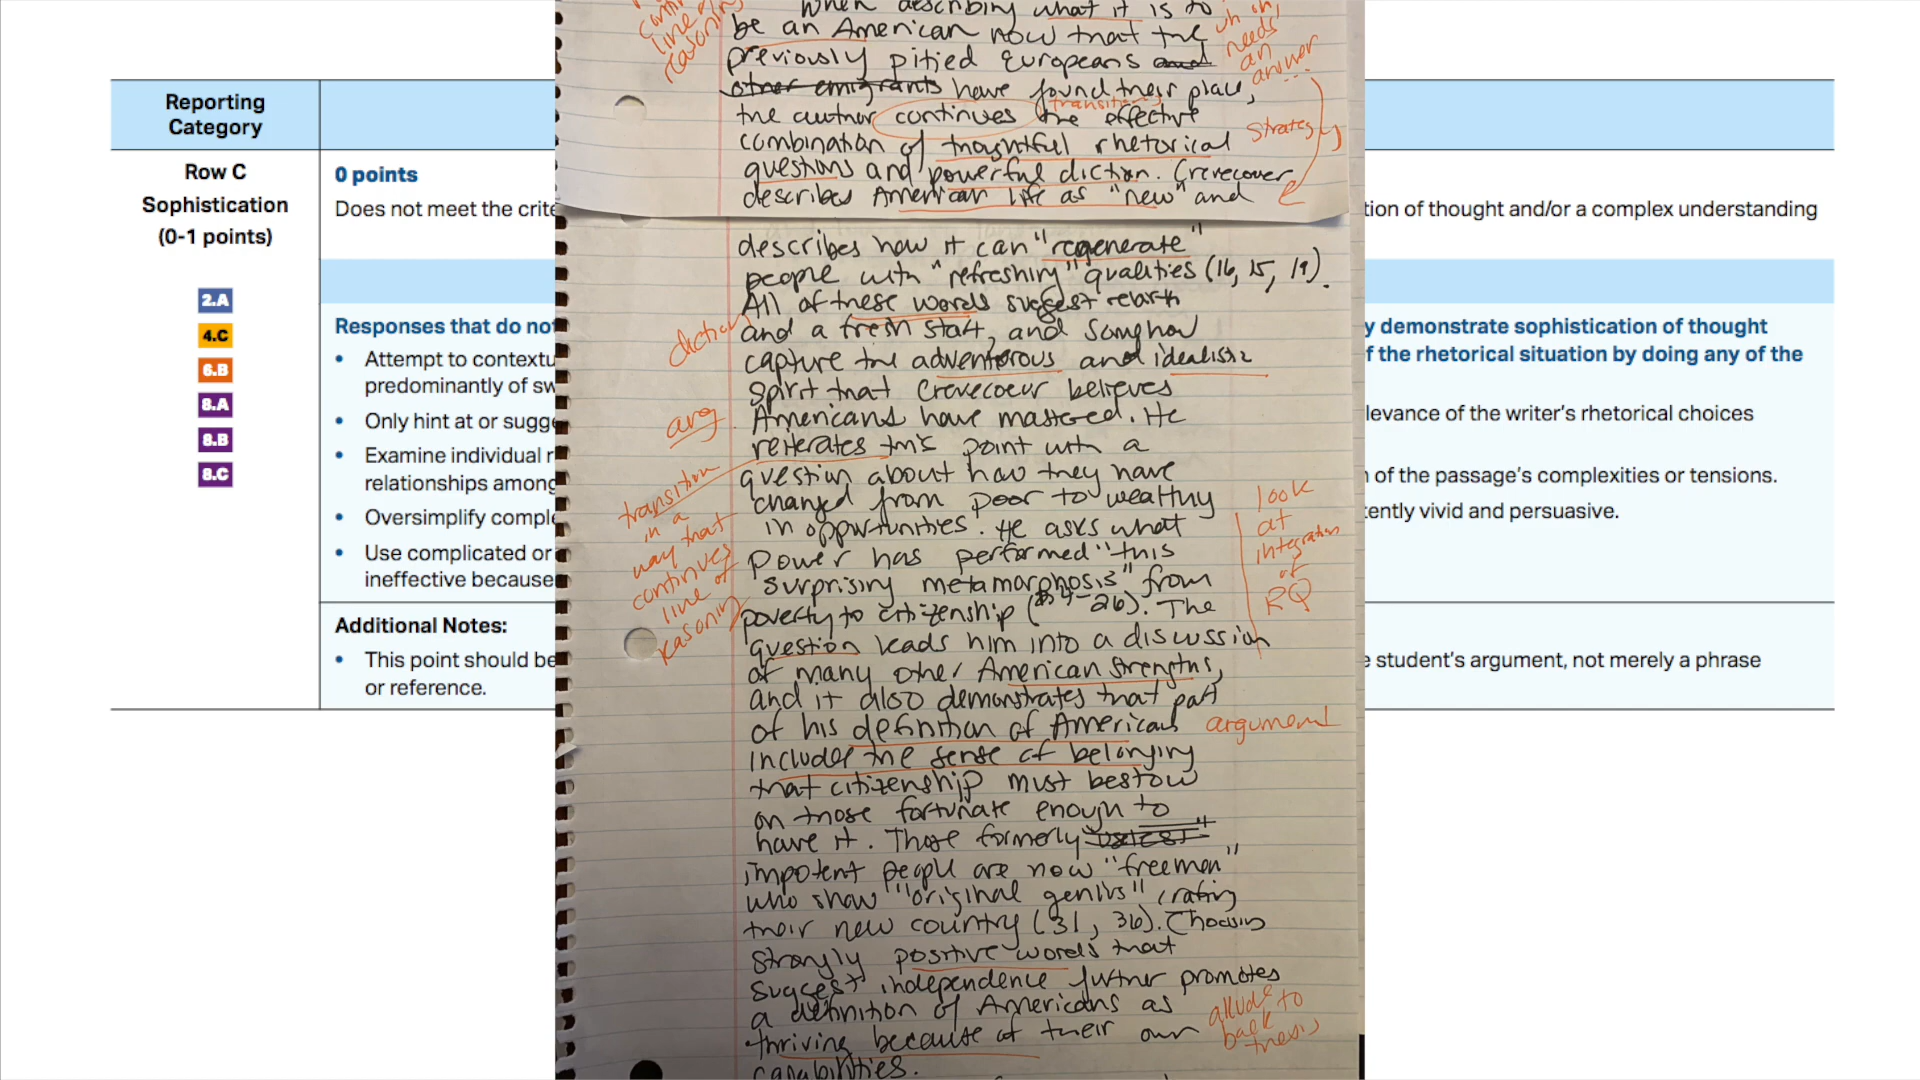 Reporting
Category
Row C
Sophistication
(0-1 points)
2.A
4.C
6.B
8.A
8.B
8.C
0 points
Does not meet the crite
tion of thought and/or a complex understanding
Responses that do no
Attempt to contextu
predominantly of sw
Only hint at or sugge
Examine individual r
relationships among
Oversimplify comple
Use complicated or
ineffective because
y demonstrate sophistication of thought
f the rhetorical situation by doing any of the
levance of the writer's rhetorical choices
of the passage's complexities or tensions.
tently vivid and persuasive.
Additional Notes:
This point should be
or reference.
e student's argument, not merely a phrase
When describing what it is to
be an American now that the
previously pitied Europeans and
other emigrants have found their place,
the author continues the effective
combination of thoughtful rhetorical
questions and powerful diction. Crevecover
describes American life as "new" and
describes how it can "regenerate"
people with "refreshing" qualities (16, 15, 19).
All of these words suggest rebirth
and a fresh start, and somehow
capture the adventurous and idealistic
spirit that Crevecoeur believes
Americans have mastered. He
reiterates this point with a
question about how they have
changed from poor to wealthy
in opportunities. He asks what
power has performed "this
surprising metamorphosis" from
poverty to citizenship ( -26). The
question leads him into a discussion
of many other American strengths,
and it also demonstrates that part
of his definition of American
includes the sense of belonging
that citizenship must bestow
on those fortunate enough to
have it. Those formerly
impotent people are now "freemen"
who show "original genius" crating
their new country (31, 36). Choosing
strongly positive words that
suggest independence further promotes
a definition of Americans as
thriving because of their own
capabilities.
line of
reasoning
needs
an
answer
...
transition
strategy
diction
arg
transition
in a
way that
continues
line of
reasoning
look
at
integration
of
RQ
argument
allude to
back
thesis